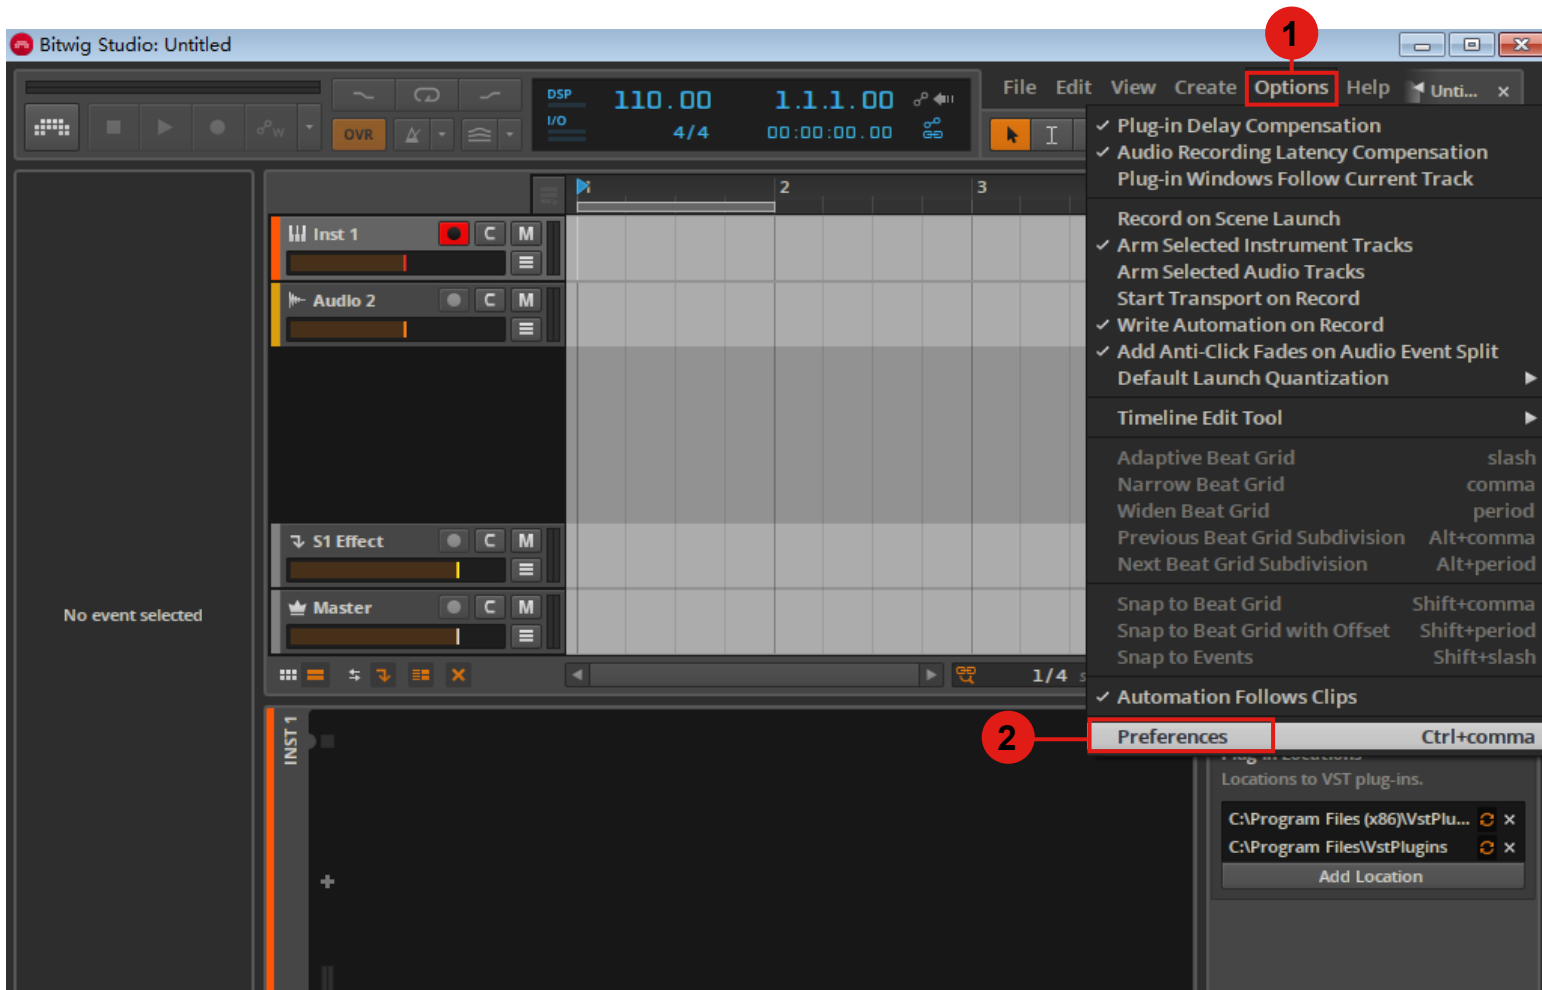 1
Bitwig Studio: Untitled
File Edit View Create Options Help Unti... ×
DSP 110.00 1.1.1.00
I/O 4/4 00:00:00.00
W OVR
✓ Plug-in Delay Compensation
✓ Audio Recording Latency Compensation
Plug-in Windows Follow Current Track
Record on Scene Launch
✓ Arm Selected Instrument Tracks
Arm Selected Audio Tracks
Start Transport on Record
✓ Write Automation on Record
✓ Add Anti-Click Fades on Audio Event Split
Default Launch Quantization
Timeline Edit Tool
Adaptive Beat Grid slash
Narrow Beat Grid comma
Widen Beat Grid period
Previous Beat Grid Subdivision Alt+comma
Next Beat Grid Subdivision Alt+period
Snap to Beat Grid Shift+comma
Snap to Beat Grid with Offset Shift+period
Snap to Events Shift+slash
✓ Automation Follows Clips
2
Preferences Ctrl+comma
2 3
Inst 1 C M
Audio 2 C M
S1 Effect C M
Master C M
No event selected
1/4
INST 1
Locations to VST plug-ins.
C:\Program Files (x86)\VstPlu... ×
C:\Program Files\VstPlugins ×
Add Location